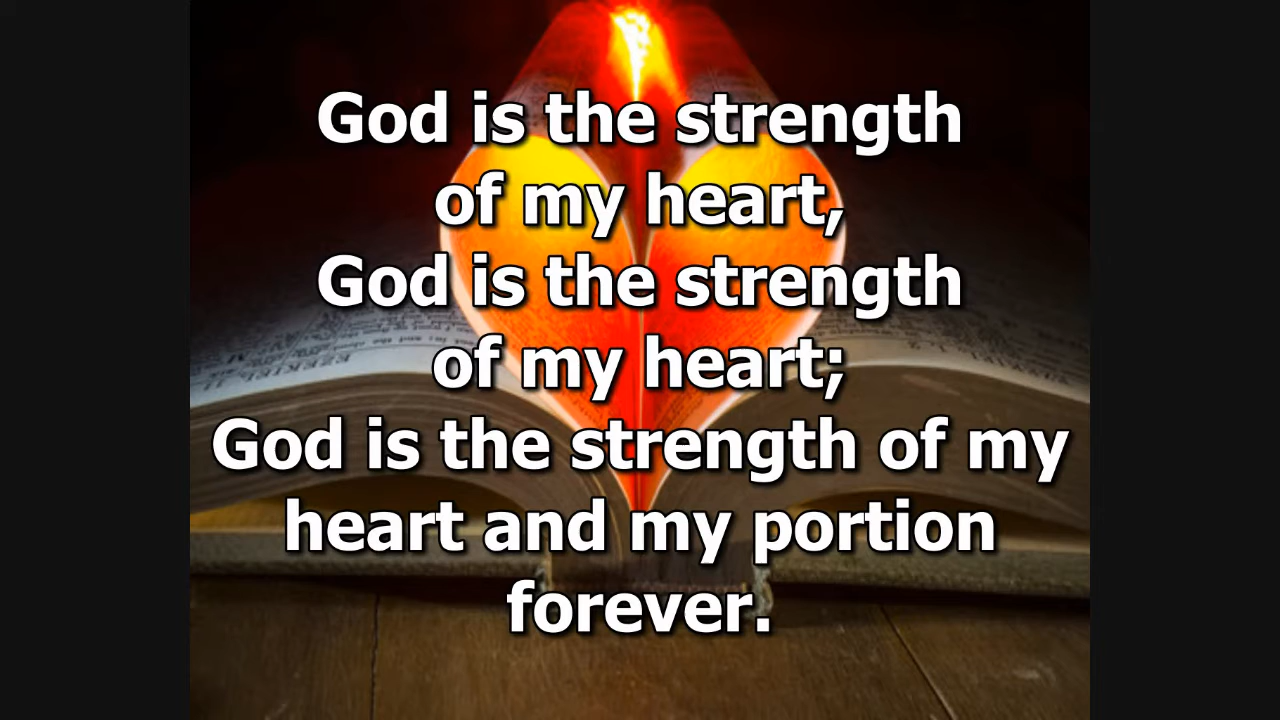 God is the strength
of my heart,
God is the strength
of my heart;
God is the strength of my
heart and my portion
forever.